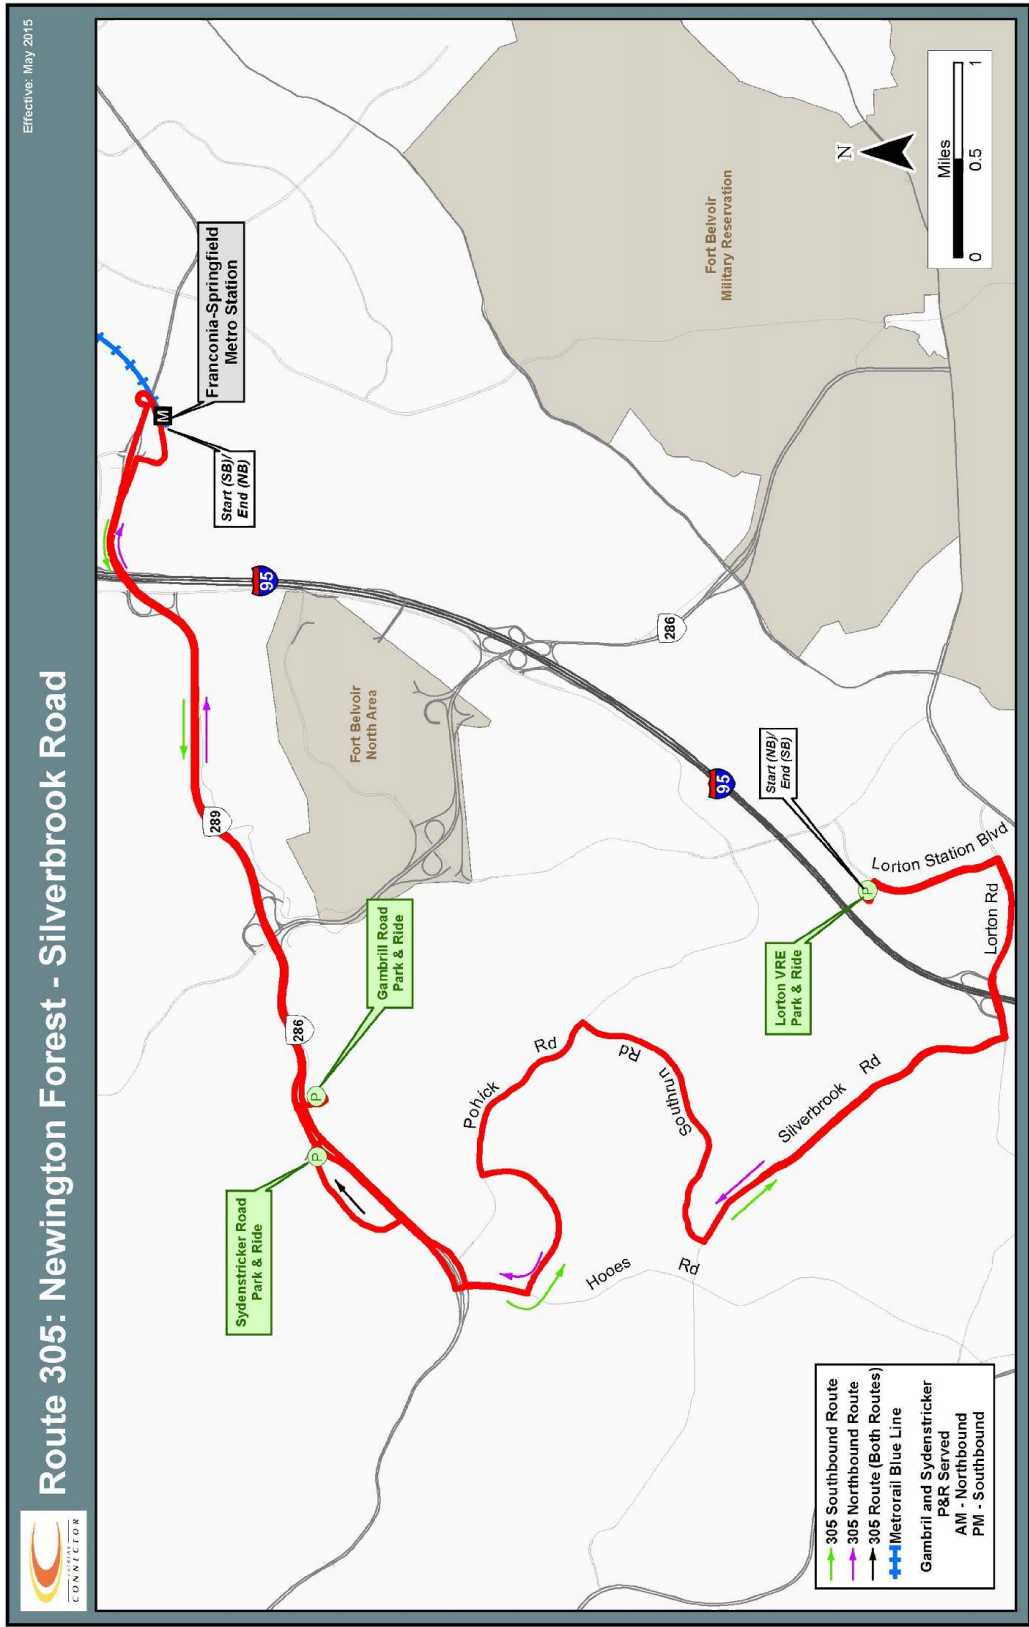 Route 305: Newington Forest - Silverbrook Road
Effective: May 2015
FAIRFAX
CONNECTOR
Franconia-Springfield
Metro Station
M
Start (SB)/
End (NB)
95
289
Fort Belvoir
North Area
286
Gambrill Road
Park & Ride
P
Sydenstricker Road
Park & Ride
P
286
Fort Belvoir
Military Reservation
Pohick
Rd
Southrun
Rd
Hooes
Rd
Silverbrook
Rd
95
Start (NB)/
End (SB)
Lorton VRE
Park & Ride
P
Lorton Station Blvd
Lorton Rd
305 Southbound Route
305 Northbound Route
305 Route (Both Routes)
Metrorail Blue Line
Gambril and Sydenstricker
P&R Served
AM - Northbound
PM - Southbound
N
Miles
0 0.5 1